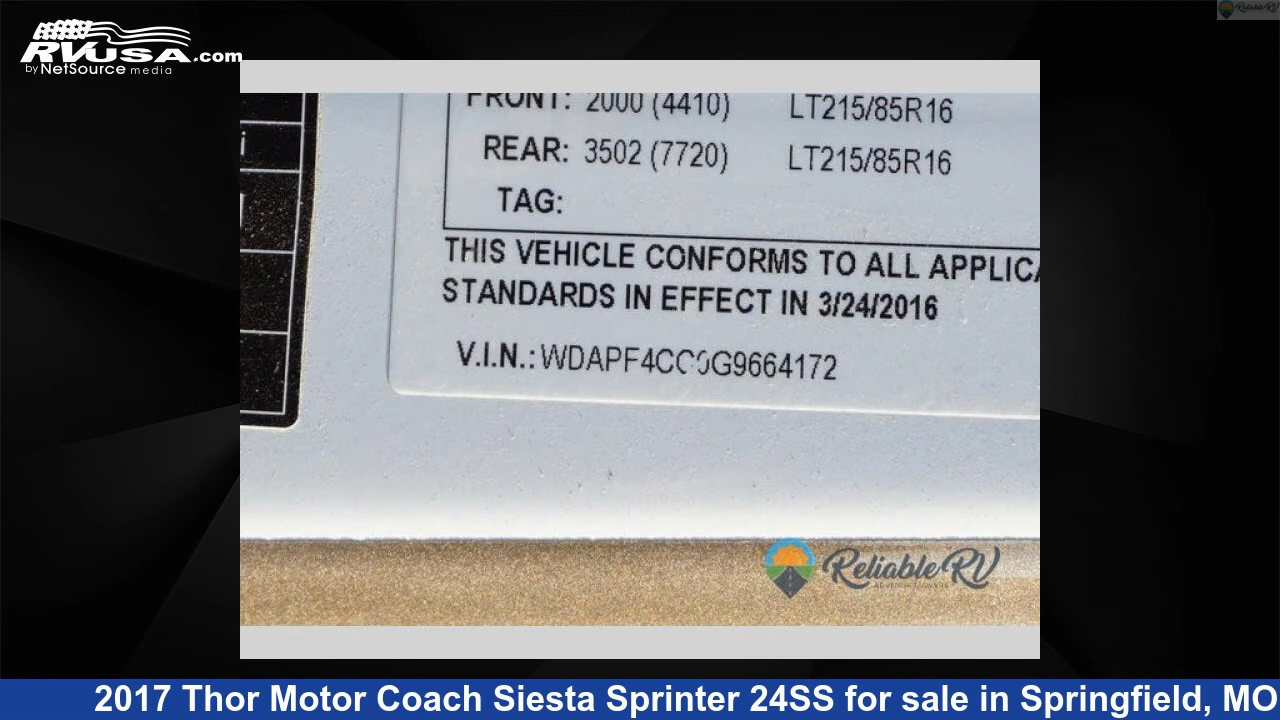 RVUSA.com
by NetSource media
ReliableRV
FRONT: 2000 (4410) LT215/85R16
REAR: 3502 (7720) LT215/85R16
TAG:
THIS VEHICLE CONFORMS TO ALL APPLICA
STANDARDS IN EFFECT IN 3/24/2016
V.I.N.:
ReliableRV
2017 Thor Motor Coach Siesta Sprinter 24SS for sale in Springfield, MO